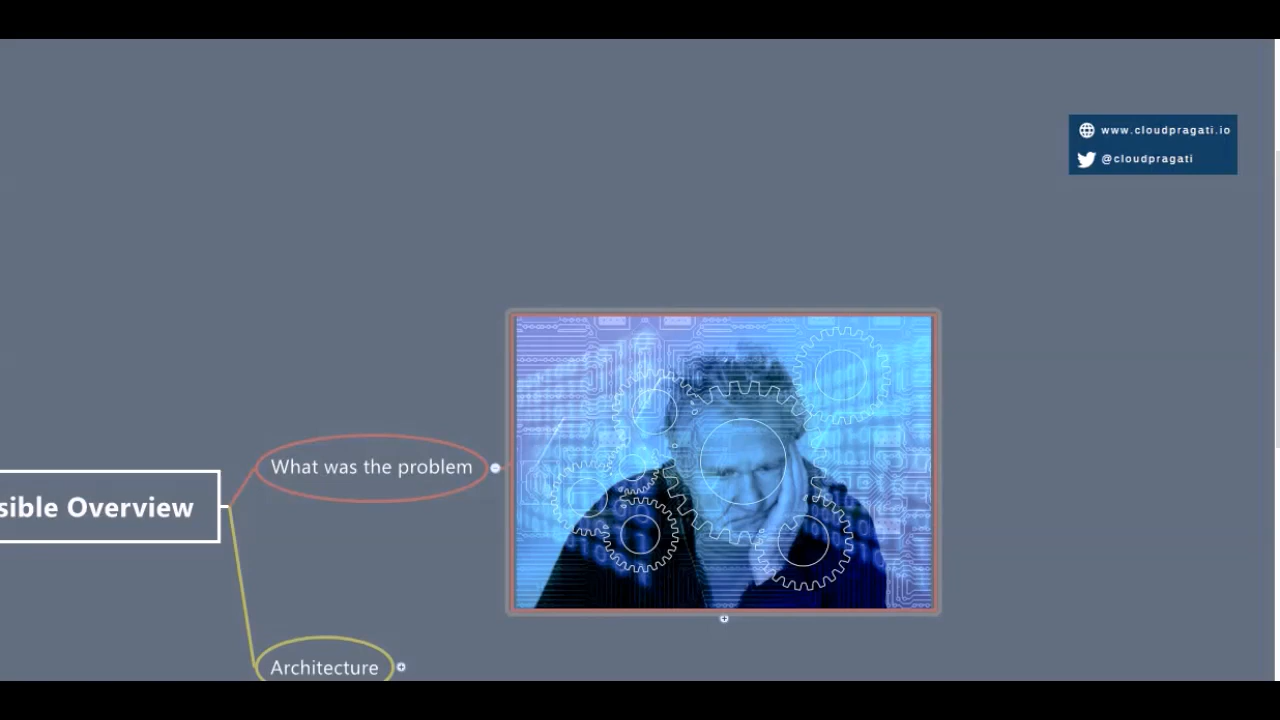 www.cloudpragati.io
@cloudpragati
What was the problem
sible Overview
Architecture